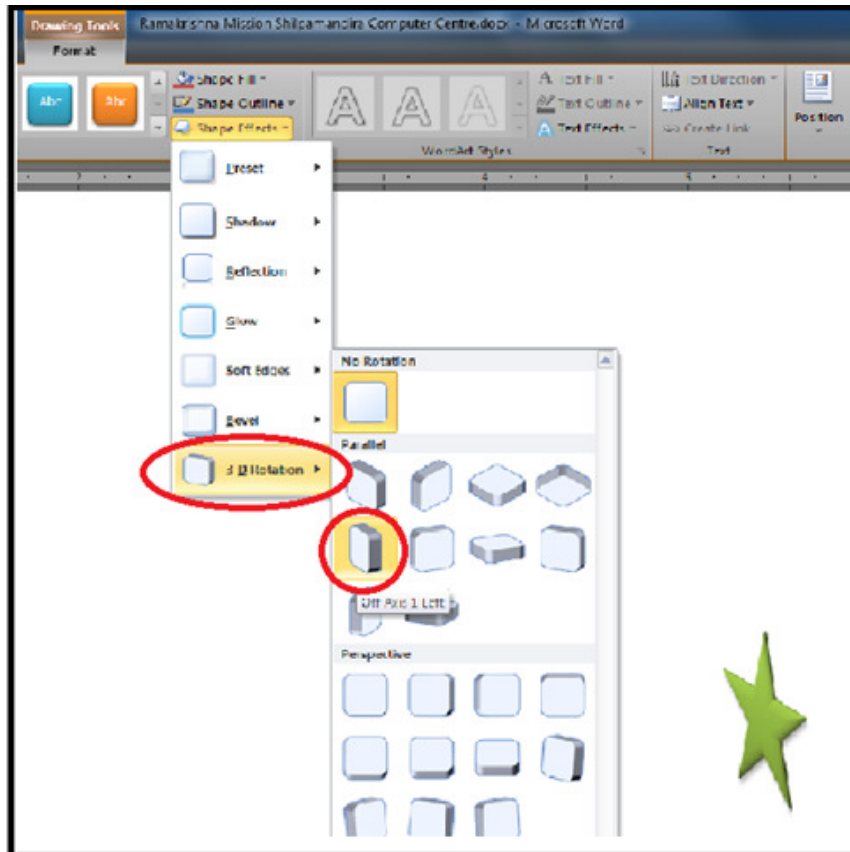 Drawing Tools Ramakrishna Mission Shilpamandira Computer Centre.docx - Microsoft Word
Format
Abc Abc Shape Fill Text Fill Text Direction
Shape Outline Text Outline Align Text Position
Shape Effects Text Effects Create Link
WordArt Styles Text
Preset
Shadow
Reflection
Glow
Soft Edges
No Rotation
Bevel
Parallel
3-D Rotation
Off Axis 1 Left
Perspective